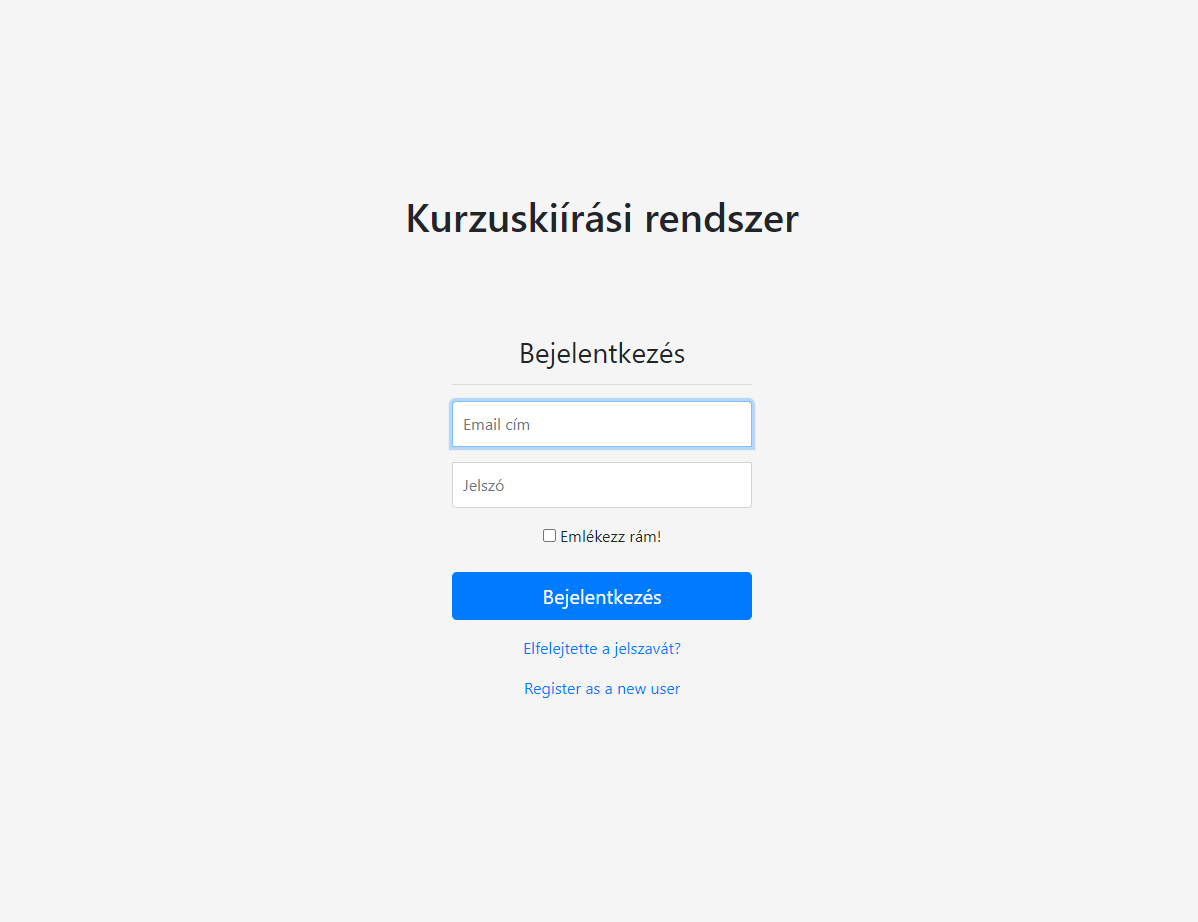 Kurzuskiírási rendszer
Bejelentkezés
Email cím
Jelszó
Emlékezz rám!
Bejelentkezés
Elfelejtette a jelszavát?
Register as a new user